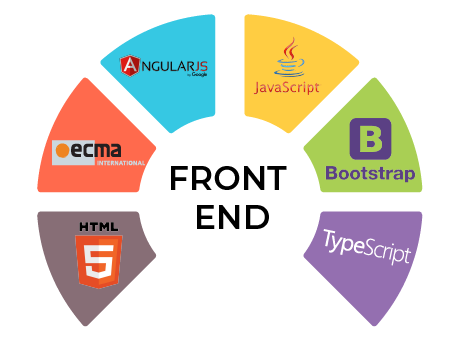 ANGULARJS
by Google
JavaScript
ecma
INTERNATIONAL
B
Bootstrap
FRONT
END
HTML
5
TypeScript